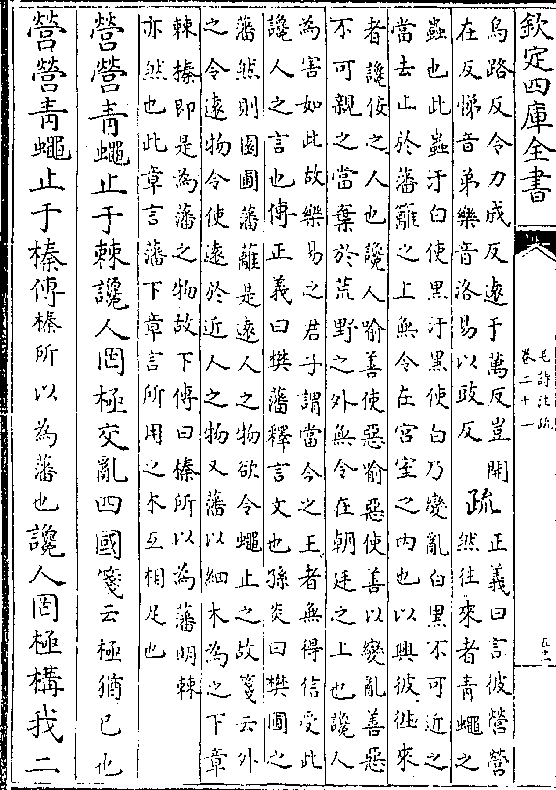 欽定四庫全書
毛詩注疏
卷二十一
烏路反令力成反遠于萬反豈開
在反悌音弟樂音洛易以豉反
疏
正義曰言彼營營
然往來者青蠅之
蟲也此蟲汙白使黑汙黑使白乃變亂白黑不可近之
當去止於藩籬之上無令在宮室之內也以興彼往來
者讒佞之人也讒人喻善使惡喻惡使善以變亂善惡
不可親之當棄於荒野之外無令在朝廷之上也讒人
為害如此故樂易之君子謂當今之王者無得信受此
讒人之言也傳正義曰樊藩釋言文也孫炎曰樊圃之
藩然則園圃藩籬是遠人之物欲令蠅止之故箋云外
之令遠物令使遠於近人之物又藩以細木為之下章
棘榛即是為藩之物故下傳曰榛所以為藩明棘
亦然也此章言藩下章言所用之木互相足也
營營青蠅止于棘讒人罔極交亂四國箋云極猶已也
營營青蠅止于榛傳榛所以為藩也讒人罔極構我二